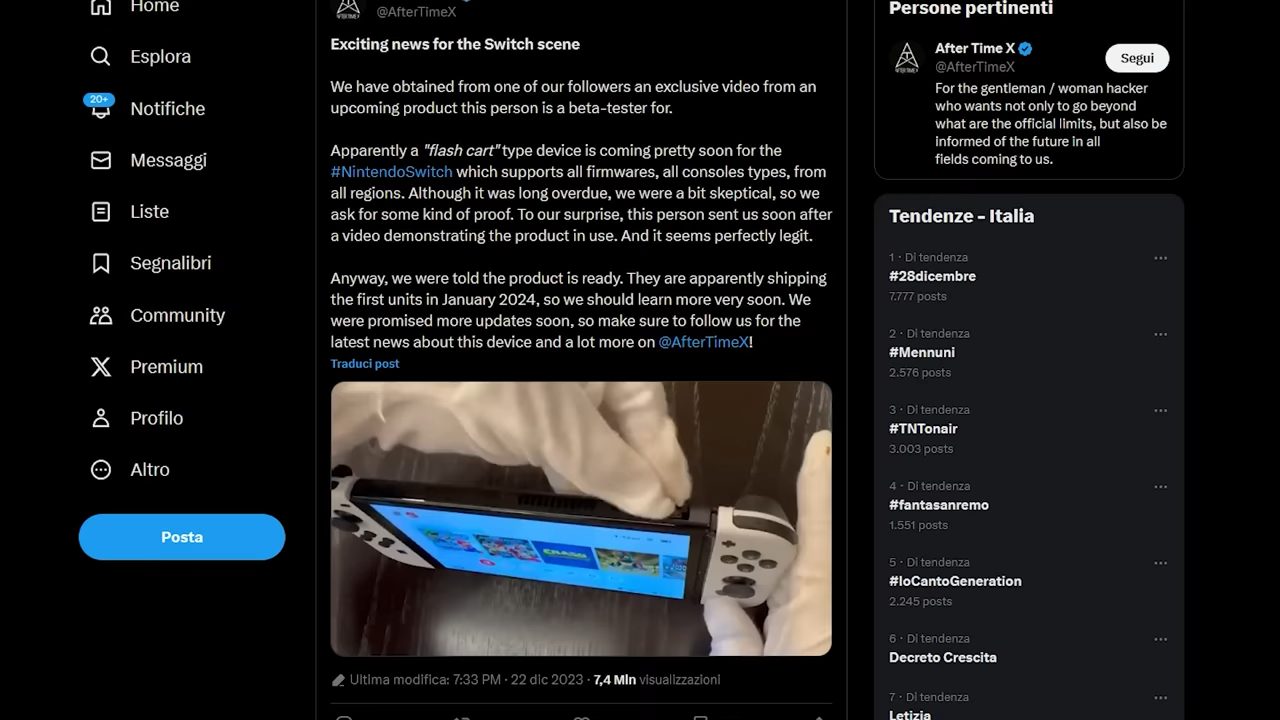 Home
Esplora
20+
Notifiche
Messaggi
Liste
Segnalibri
Community
Premium
Profilo
Altro
Posta
@AfterTimeX
Exciting news for the Switch scene
We have obtained from one of our followers an exclusive video from an
upcoming product this person is a beta-tester for.
Apparently a "flash cart" type device is coming pretty soon for the
#NintendoSwitch which supports all firmwares, all consoles types, from
all regions. Although it was long overdue, we were a bit skeptical, so we
ask for some kind of proof. To our surprise, this person sent us soon after
a video demonstrating the product in use. And it seems perfectly legit.
Anyway, we were told the product is ready. They are apparently shipping
the first units in January 2024, so we should learn more very soon. We
were promised more updates soon, so make sure to follow us for the
latest news about this device and a lot more on @AfterTimeX!
Traduci post
Ultima modifica: 7:33 PM · 22 dic 2023 · 7,4 Mln visualizzazioni
Persone pertinenti
After Time X
@AfterTimeX
Segui
For the gentleman / woman hacker
who wants not only to go beyond
what are the official limits, but also be
informed of the future in all
fields coming to us.
Tendenze - Italia
1 · Di tendenza
#28dicembre
7.777 posts
2 · Di tendenza
#Mennuni
2.576 posts
3 · Di tendenza
#TNTonair
3.003 posts
4 · Di tendenza
#fantasanremo
1.551 posts
5 · Di tendenza
#IoCantoGeneration
2.245 posts
6 · Di tendenza
Decreto Crescita
7 · Di tendenza
Letizia